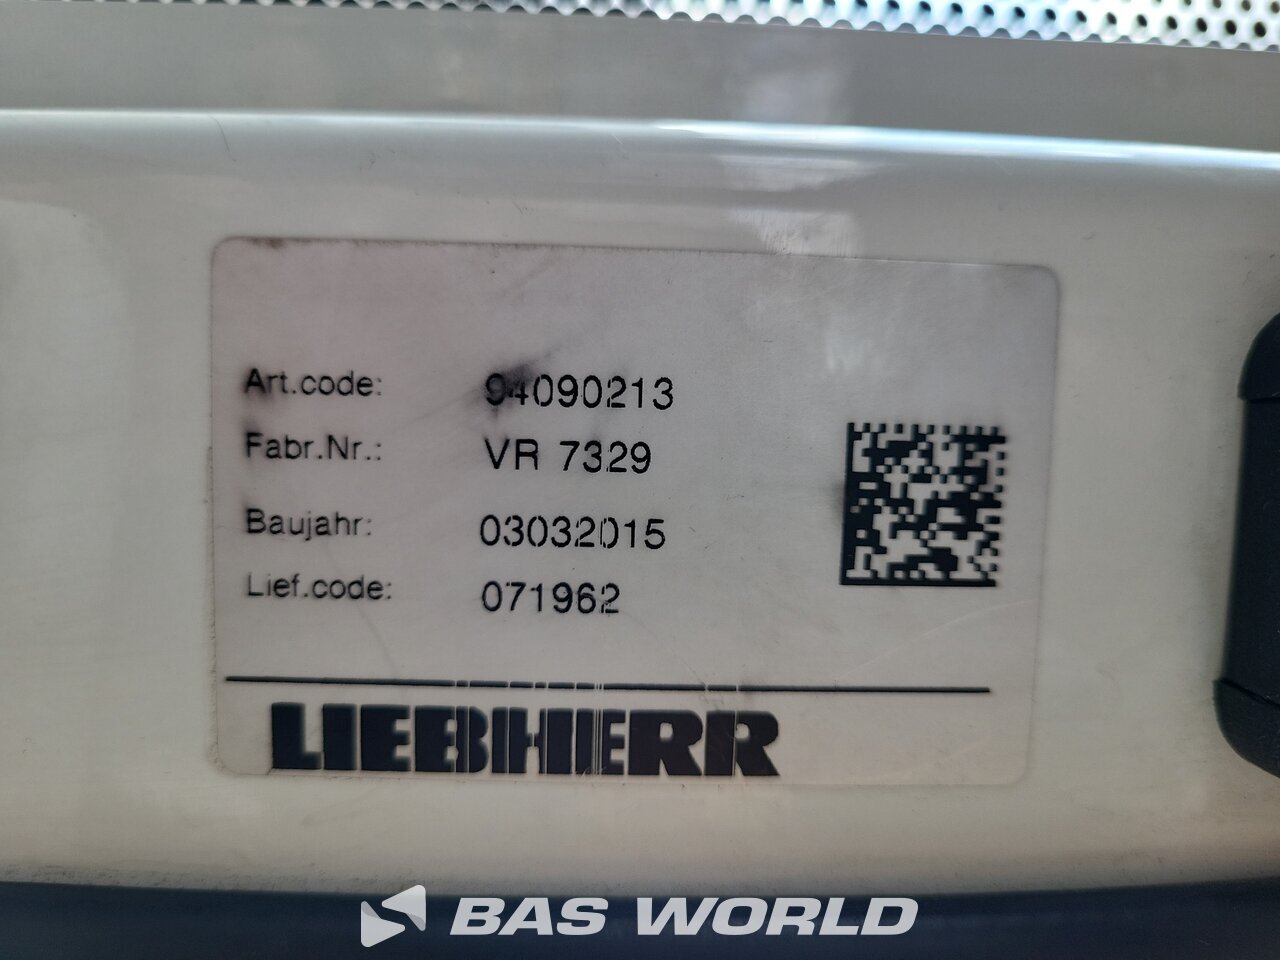 Art.code: 94090213
Fabr.Nr.: VR 7329
Baujahr: 03032015
Lief.code: 071962
LIEBHERR
BAS WORLD